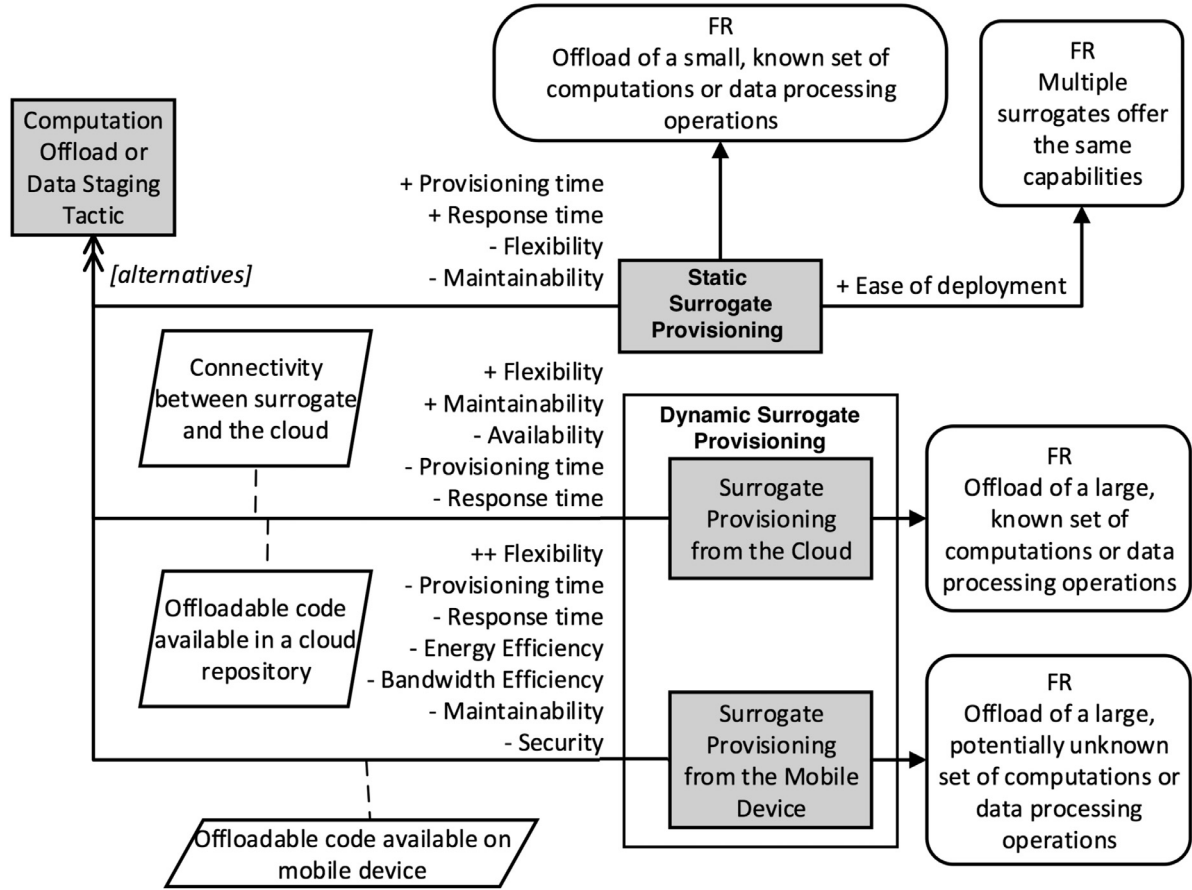 FR
Offload of a small, known set of
computations or data processing
operations
FR
Multiple
surrogates offer
the same
capabilities
Computation
Offload or
Data Staging
Tactic
[alternatives]
+ Provisioning time
+ Response time
- Flexibility
- Maintainability
Static
Surrogate
Provisioning
+ Ease of deployment
Connectivity
between surrogate
and the cloud
+ Flexibility
+ Maintainability
- Availability
- Provisioning time
- Response time
Dynamic Surrogate
Provisioning
Surrogate
Provisioning
from the Cloud
FR
Offload of a large,
known set of
computations or data
processing operations
Offloadable code
available in a cloud
repository
++ Flexibility
- Provisioning time
- Response time
- Energy Efficiency
- Bandwidth Efficiency
- Maintainability
- Security
Surrogate
Provisioning
from the Mobile
Device
FR
Offload of a large,
potentially unknown
set of computations or
data processing
operations
Offloadable code available on
mobile device